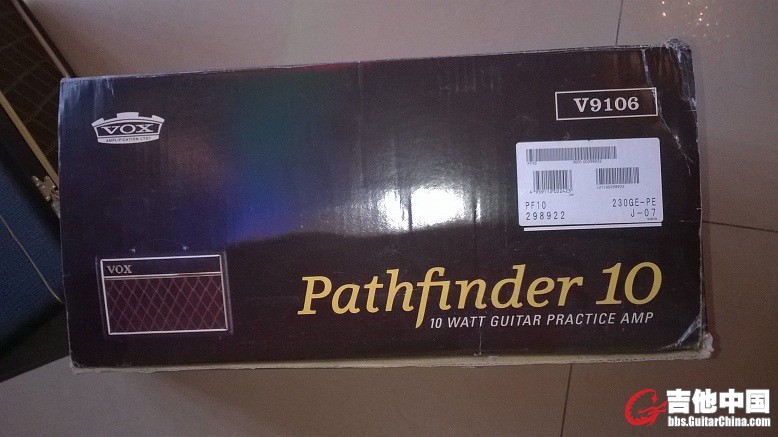 VOX
AMPLIFICATION LTD.
V9106
PF10
298922
230GE-PE
J-07
VOX
Pathfinder 10
10 WATT GUITAR PRACTICE AMP
吉他中国
bbs.GuitarChina.com